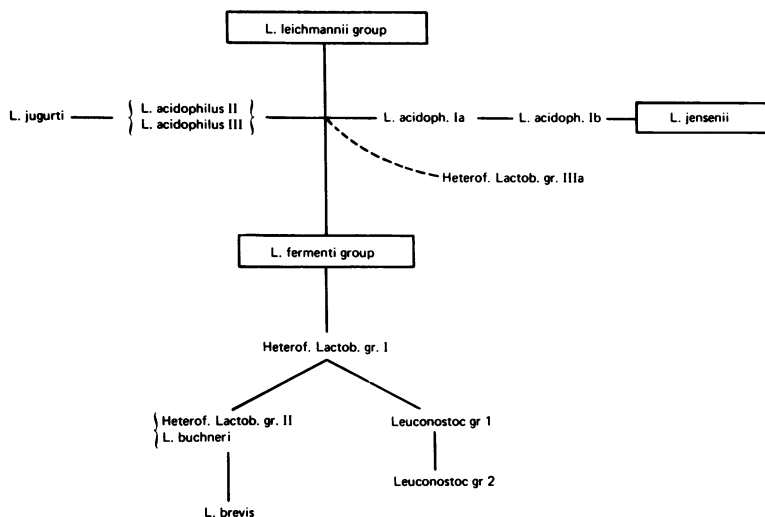 L. leichmannii group
L. jugurti
L. acidophilus II
L. acidophilus III
L. acidoph. Ia
L. acidoph. Ib
L. jensenii
Heterof. Lactob. gr. IIIa
L. fermenti group
Heterof. Lactob. gr. I
Heterof. Lactob. gr. II
L. buchneri
Leuconostoc gr 1
Leuconostoc gr 2
L. brevis